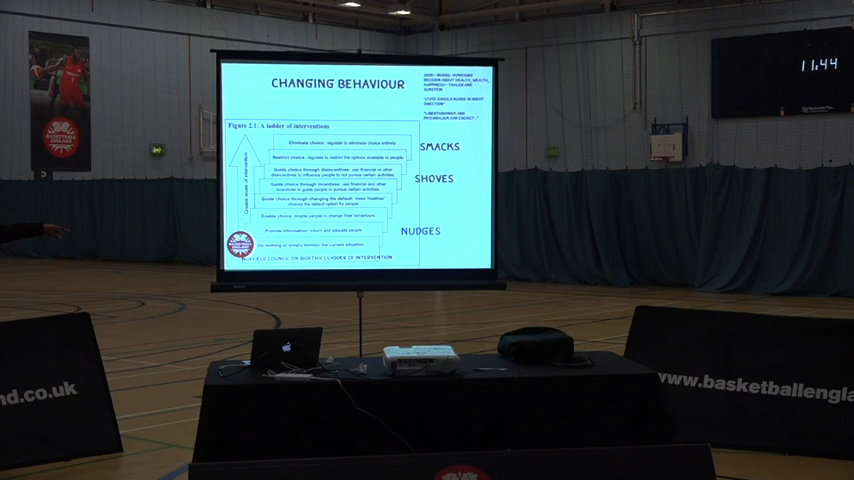 CHANGING BEHAVIOUR
2008- NUDGE: IMPROVING
DECISION ABOUT HEALTH, WEALTH,
HAPPINESS- THALER AND
SUNSTEIN
"STATE SHOULD NUDGE IN RIGHT
DIRECTION"
"LIBERTARIANISM AND
PATERNALISM CAN COEXIST.."
Figure 2.1: A ladder of interventions
Greater levels of intervention
Eliminate choice: regulate to eliminate choice entirely.
Restrict choice: regulate to restrict the options available to people.
Guide choice through disincentives: use financial or other
disincentives to influence people to not pursue certain activities.
Guide choice through incentives: use financial and other
incentives to guide people to pursue certain activities.
Guide choice through changing the default: make 'healthier'
choices the default option for people.
Enable choice: enable people to change their behaviours.
Provide information: inform and educate people.
Do nothing or simply monitor the current situation.
COUNCIL ON BIOETHICS LADDER OF INTERVENTION
SMACKS
SHOVES
NUDGES
BASKETBALL
ENGLAND
BASKETBALL
ENGLAND
11:44
5
nd.co.uk
www.basketballengla